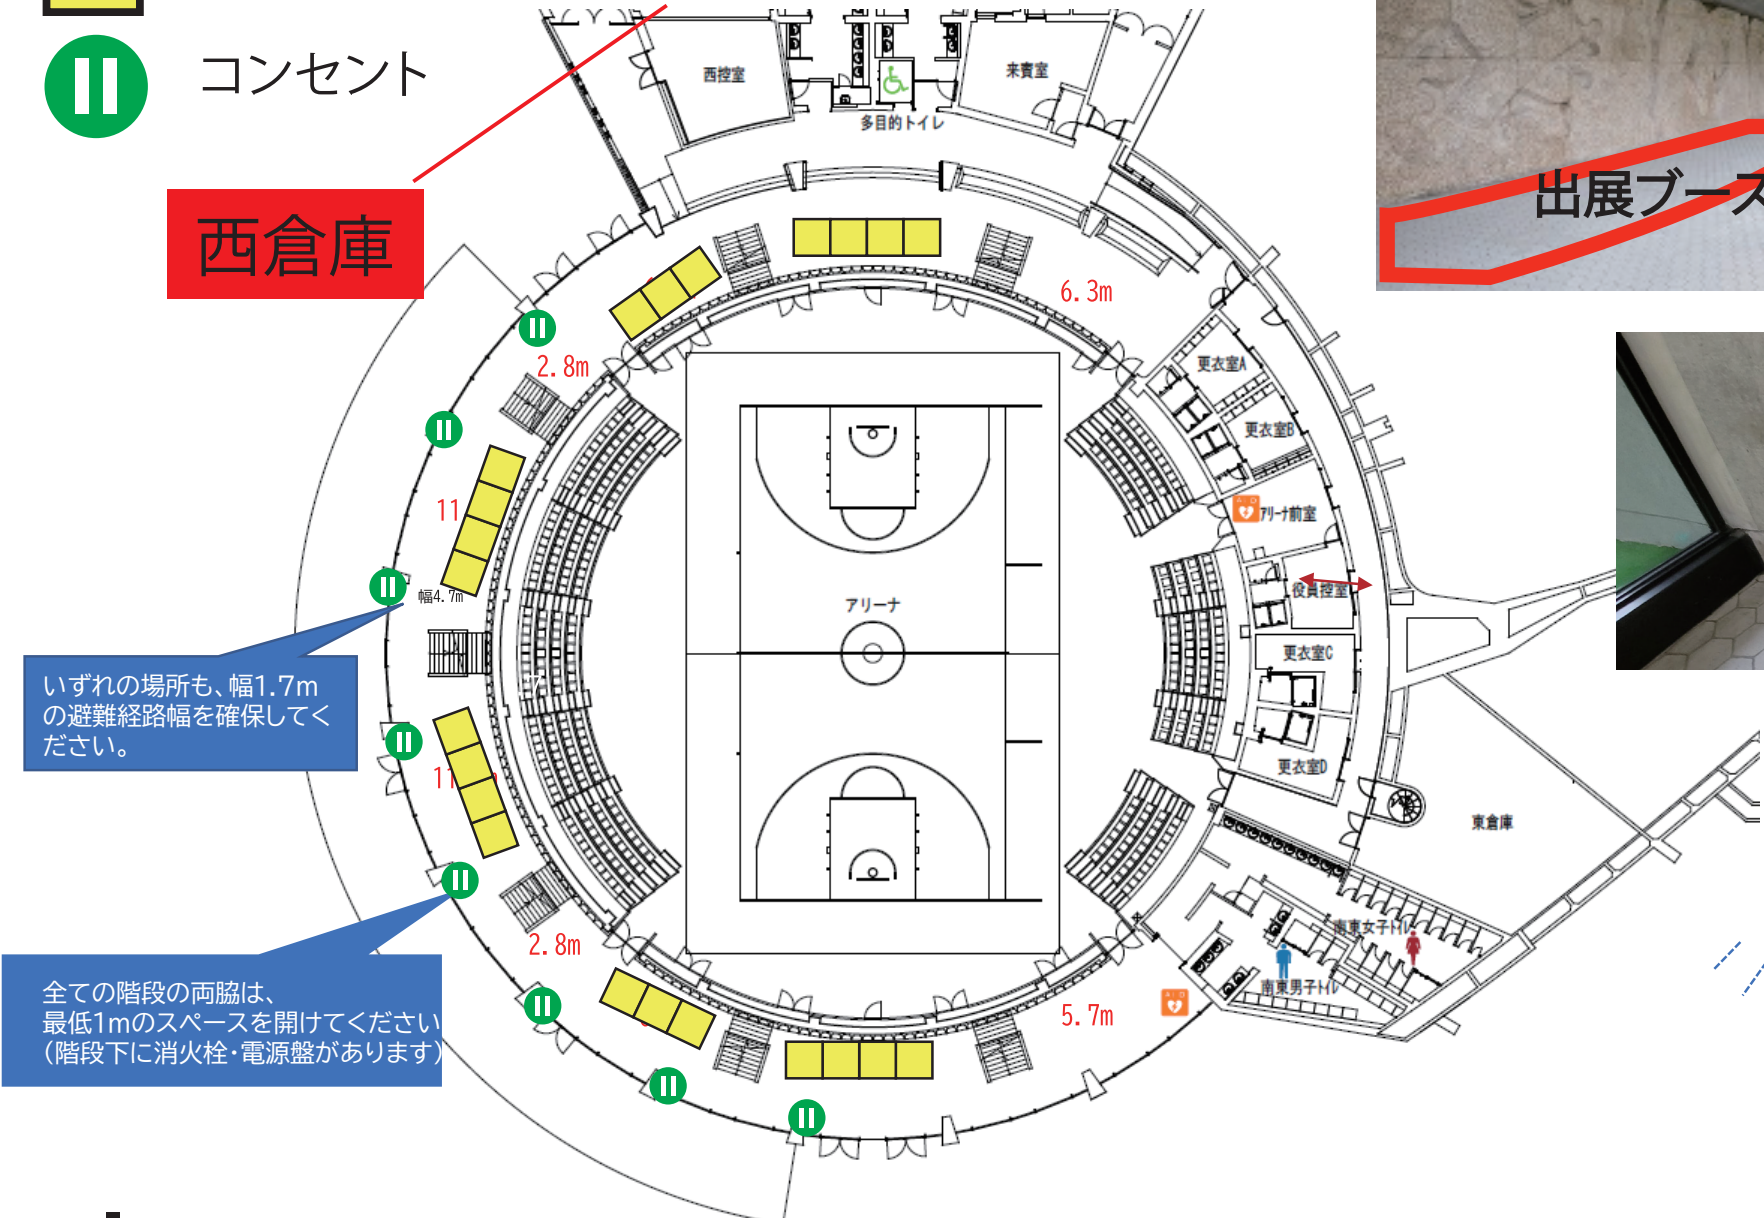 コンセント
西控室
来賓室
多目的トイレ
出展ブース
西倉庫
6.3m
2.8m
更衣室A
更衣室B
11
アリーナ前室
幅4.7m
アリーナ
役員控室
いずれの場所も、幅1.7m
の避難経路幅を確保してく
ださい。
更衣室C
7
11
更衣室D
東倉庫
2.8m
南東女子トイレ
全ての階段の両脇は、
最低1mのスペースを開けてください
(階段下に消火栓・電源盤があります)
南東男子トイレ
5.7m